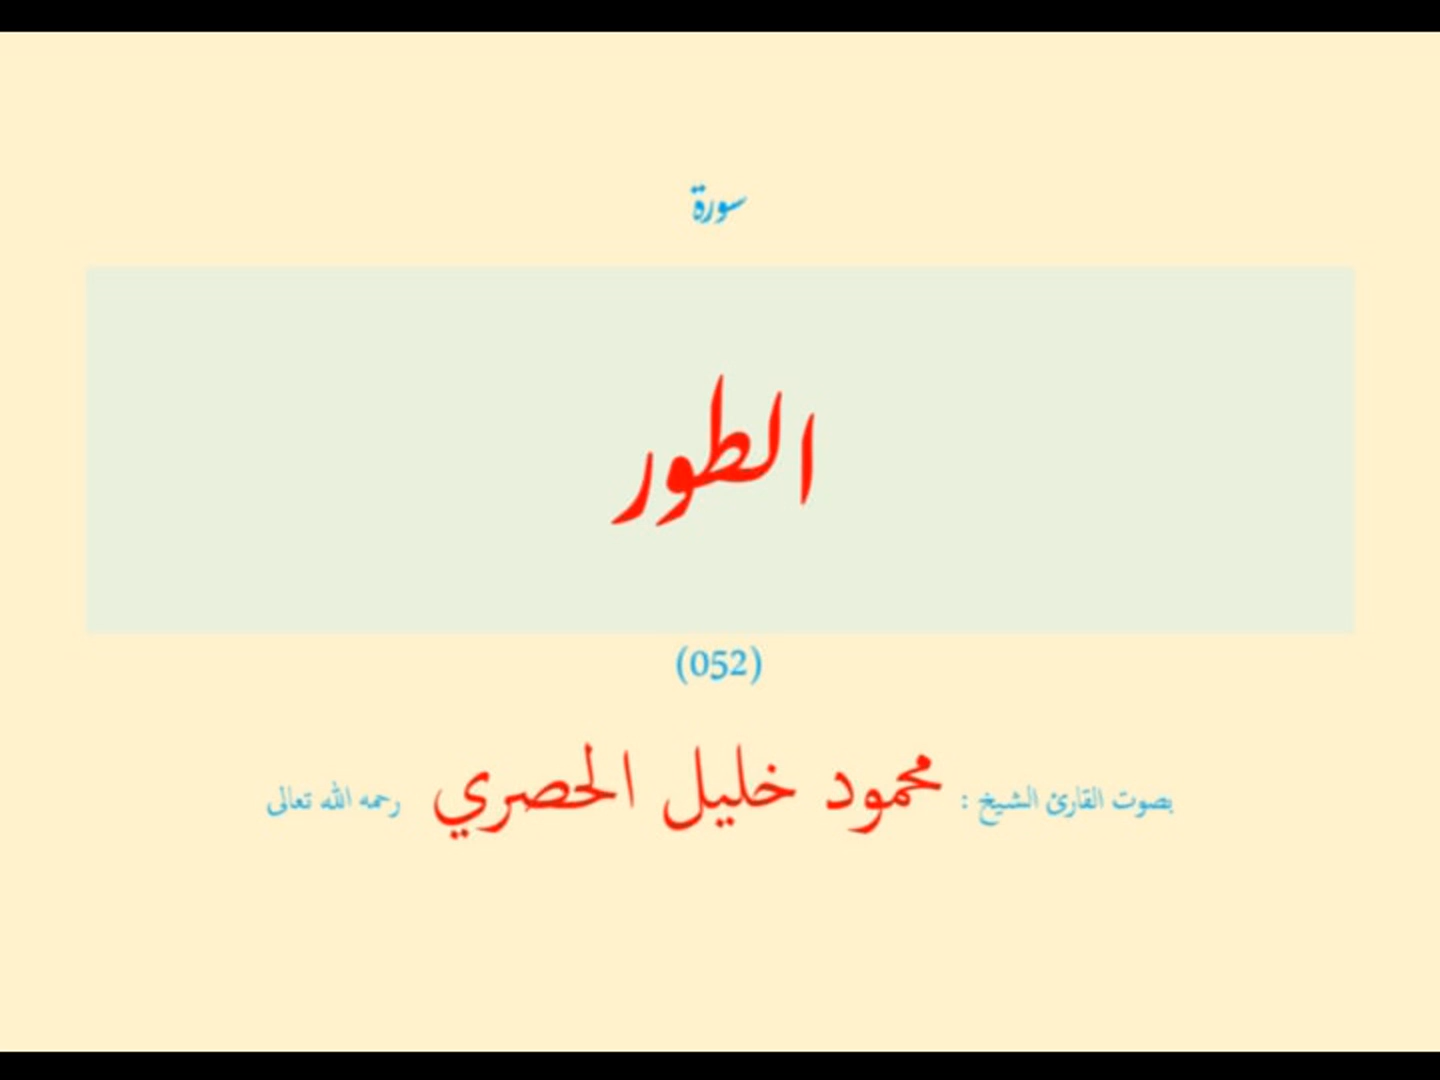 سورة
الطور
(052)
بصوت القارئ الشيخ : محمود خليل الحصري رحمه الله تعالى